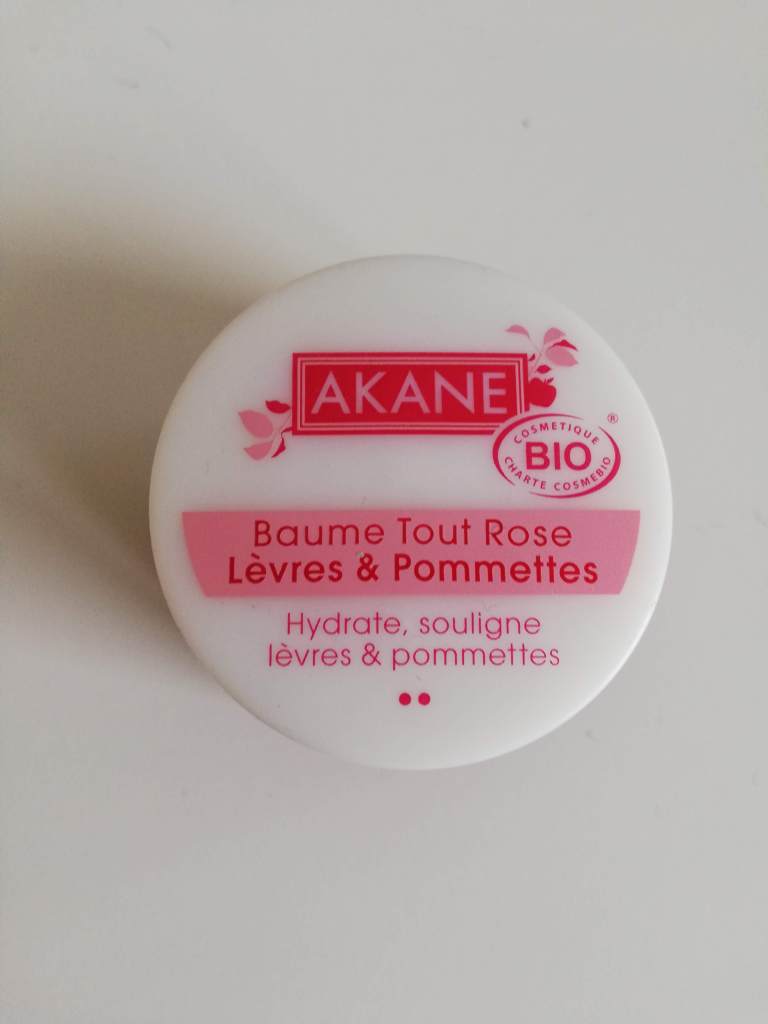 AKANE
COSMETIQUE
BIO
®
CHARTE COSMEBIO
Baume Tout Rose
Lèvres & Pommettes
Hydrate, souligne
lèvres & pommettes